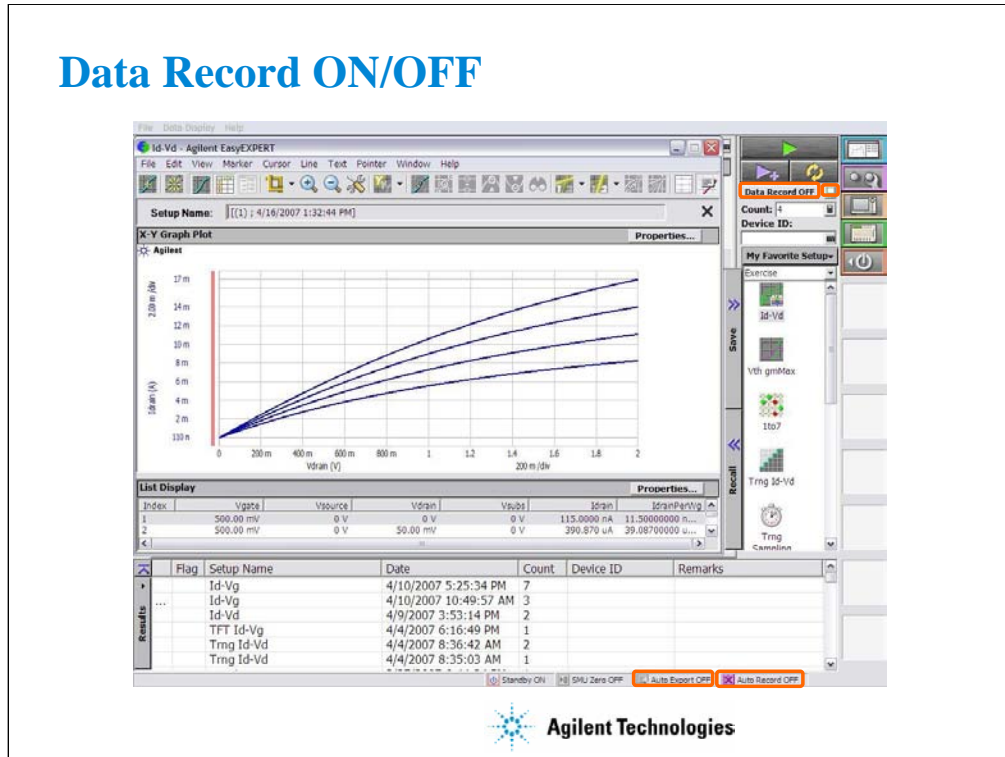 Data Record ON/OFF
File Data Display Help
Id-Vd - Agilent EasyEXPERT
File Edit View Marker Cursor Line Text Pointer Window Help
Setup Name: [(1) ; 4/16/2007 1:32:44 PM]
X-Y Graph Plot Properties...
Agilent
2.00 m /div
Idrain (A)
17 m
14 m
12 m
10 m
8 m
6 m
4 m
2 m
110 n
0 200 m 400 m 600 m 800 m 1 1.2 1.4 1.6 1.8 2
Vdrain (V) 200 m /div
List Display Properties...
Index Vgate Vsource Vdrain Vsubs Idrain IdrainPerWg
1 500.00 mV 0 V 0 V 0 V 115.0000 nA 11.50000000 n...
2 500.00 mV 0 V 50.00 mV 0 V 390.870 uA 39.08700000 u...
Save
Recall
Data Record OFF
Count: 4
Device ID:
My Favorite Setup
Exercise
Id-Vd
Vth gmMax
1to7
Trng Id-Vd
Trng
Sampling
Results
Flag Setup Name Date Count Device ID Remarks
Id-Vg 4/10/2007 5:25:34 PM 7
... Id-Vg 4/10/2007 10:49:57 AM 3
Id-Vd 4/9/2007 3:53:14 PM 2
TFT Id-Vg 4/4/2007 6:16:49 PM 1
Trng Id-Vd 4/4/2007 8:36:42 AM 2
Trng Id-Vd 4/4/2007 8:35:03 AM 1
Standby ON SMU Zero OFF Auto Export OFF Auto Record OFF
Agilent Technologies